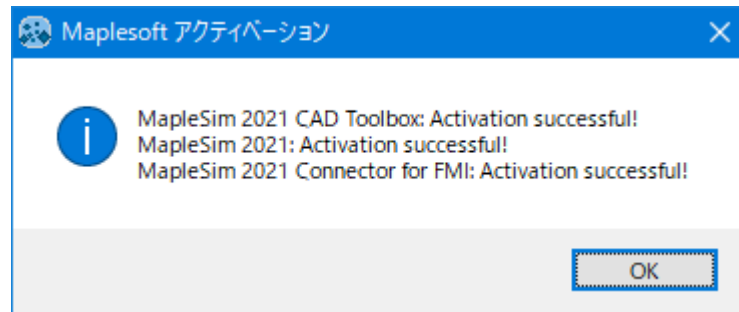 Maplesoft アクティベーション
MapleSim 2021 CAD Toolbox: Activation successful!
MapleSim 2021: Activation successful!
MapleSim 2021 Connector for FMI: Activation successful!
OK